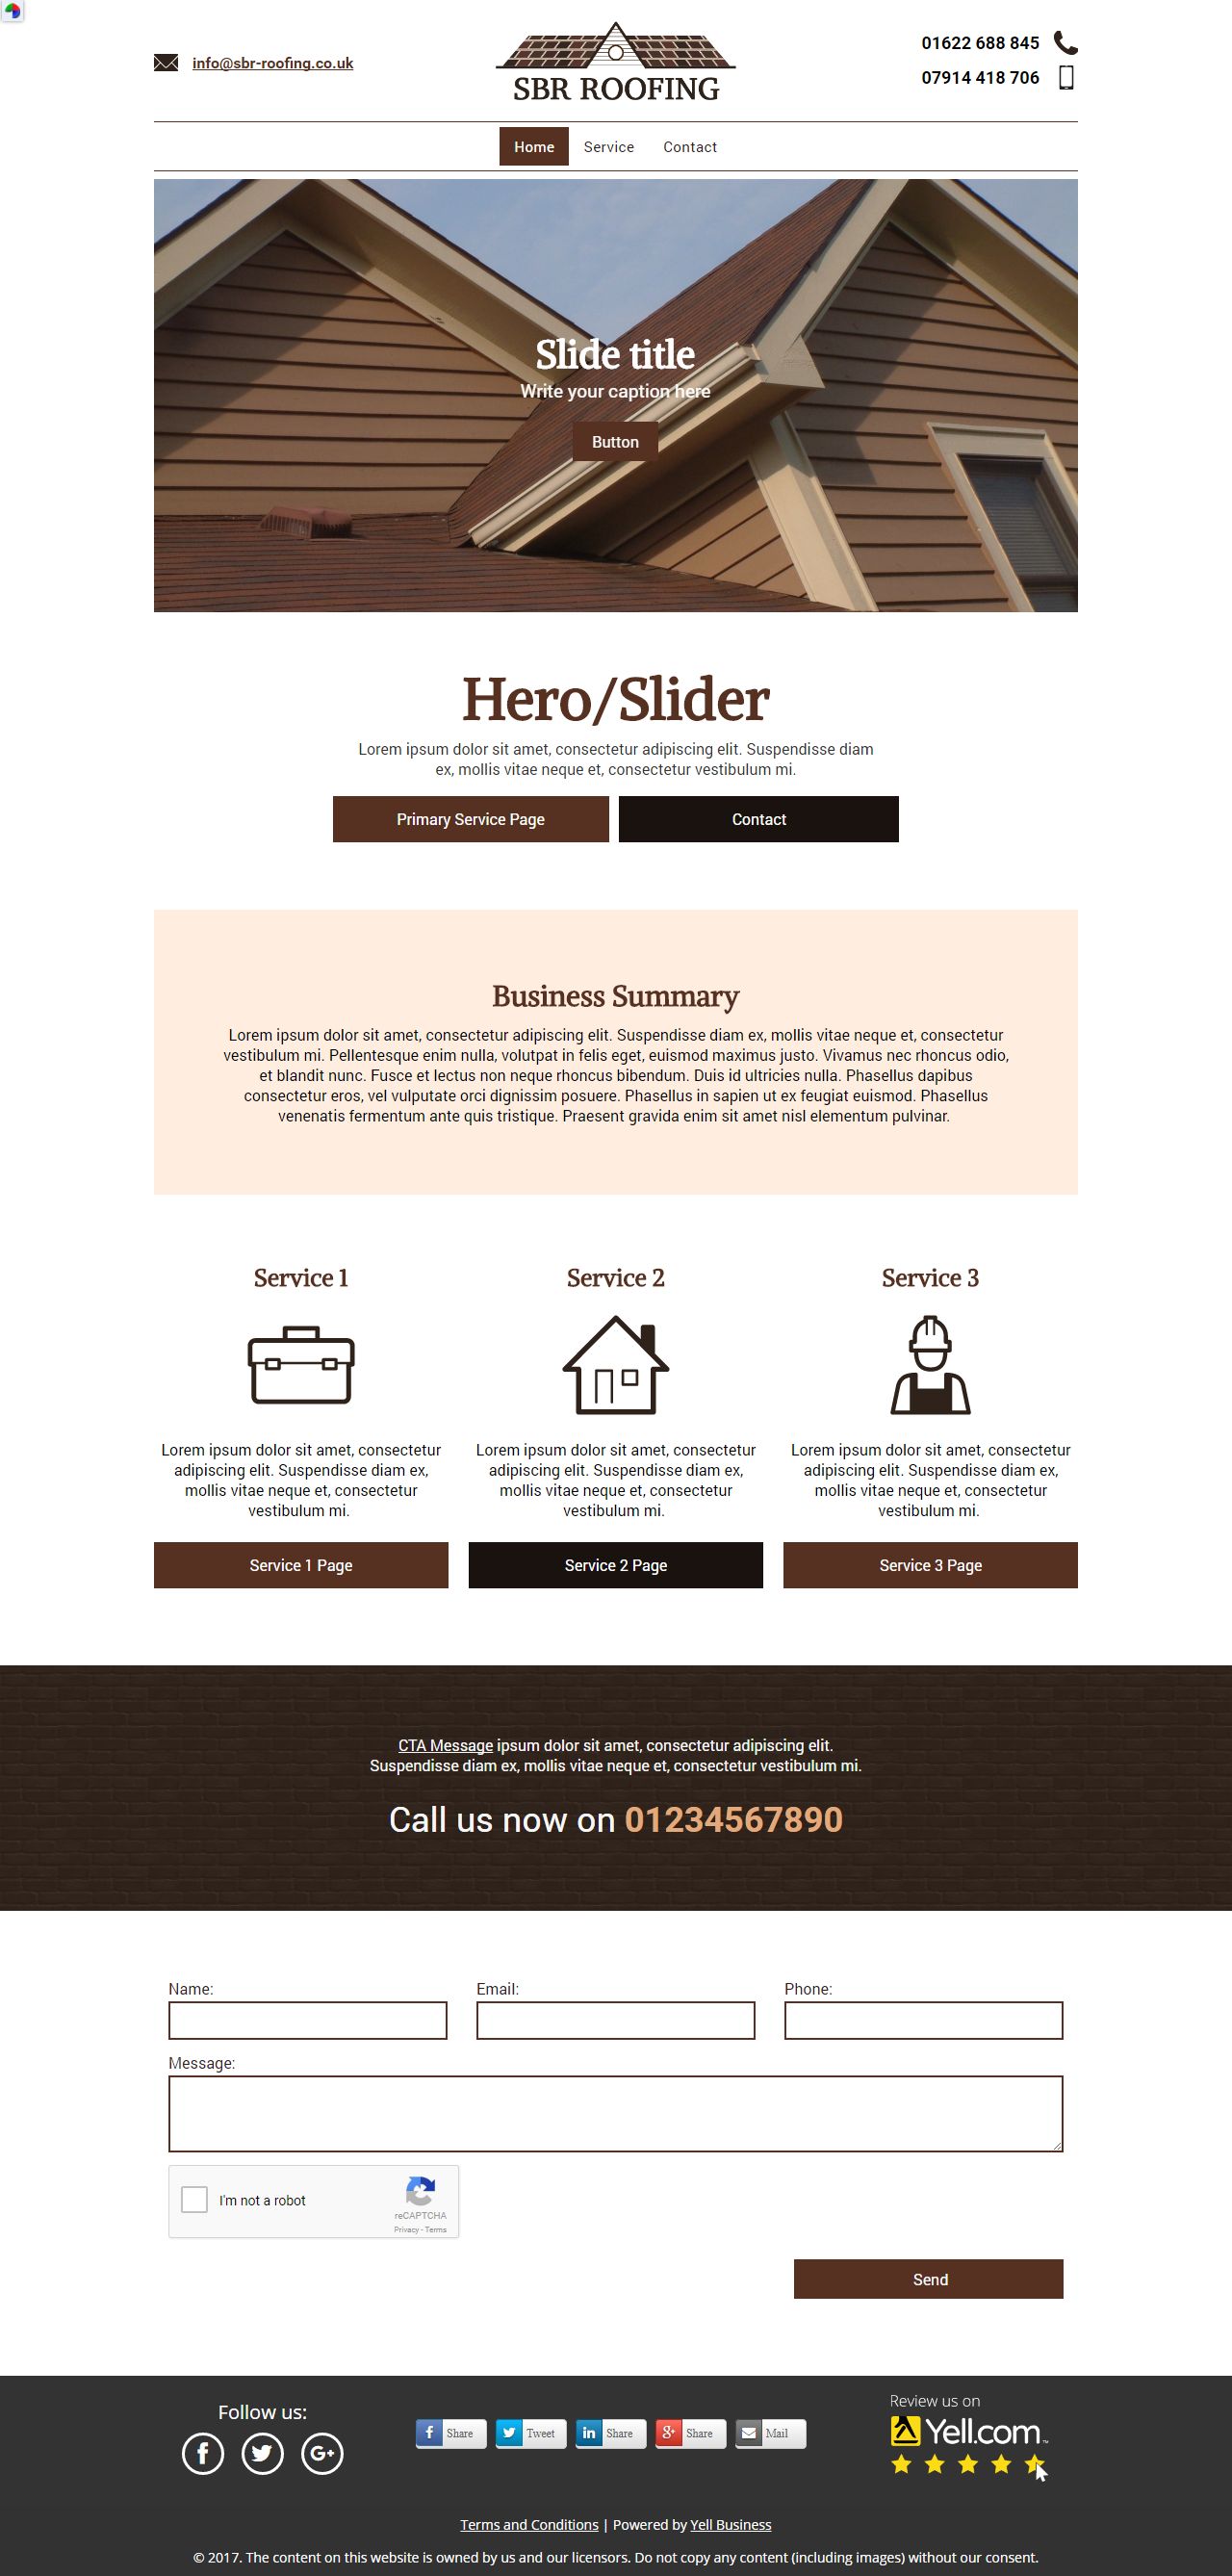 info@sbr-roofing.co.uk
SBR ROOFING
01622 688 845
07914 418 706
Home Service Contact
Slide title
Write your caption here
Button
Hero/Slider
Lorem ipsum dolor sit amet, consectetur adipiscing elit. Suspendisse diam
ex, mollis vitae neque et, consectetur vestibulum mi.
Primary Service Page
Contact
Business Summary
Lorem ipsum dolor sit amet, consectetur adipiscing elit. Suspendisse diam ex, mollis vitae neque et, consectetur
vestibulum mi. Pellentesque enim nulla, volutpat in felis eget, euismod maximus justo. Vivamus nec rhoncus odio,
et blandit nunc. Fusce et lectus non neque rhoncus bibendum. Duis id ultricies nulla. Phasellus dapibus
consectetur eros, vel vulputate orci dignissim posuere. Phasellus in sapien ut ex feugiat euismod. Phasellus
venenatis fermentum ante quis tristique. Praesent gravida enim sit amet nisl elementum pulvinar.
Service 1
Lorem ipsum dolor sit amet, consectetur
adipiscing elit. Suspendisse diam ex,
mollis vitae neque et, consectetur
vestibulum mi.
Service 1 Page
Service 2
Lorem ipsum dolor sit amet, consectetur
adipiscing elit. Suspendisse diam ex,
mollis vitae neque et, consectetur
vestibulum mi.
Service 2 Page
Service 3
Lorem ipsum dolor sit amet, consectetur
adipiscing elit. Suspendisse diam ex,
mollis vitae neque et, consectetur
vestibulum mi.
Service 3 Page
CTA Message ipsum dolor sit amet, consectetur adipiscing elit.
Suspendisse diam ex, mollis vitae neque et, consectetur vestibulum mi.
Call us now on 01234567890
Name:
Email:
Phone:
Message:
I'm not a robot
reCAPTCHA
Privacy - Terms
Send
Follow us:
Share
Tweet
Share
Share
Mail
Review us on
Yell.com
Terms and Conditions | Powered by Yell Business
© 2017. The content on this website is owned by us and our licensors. Do not copy any content (including images) without our consent.